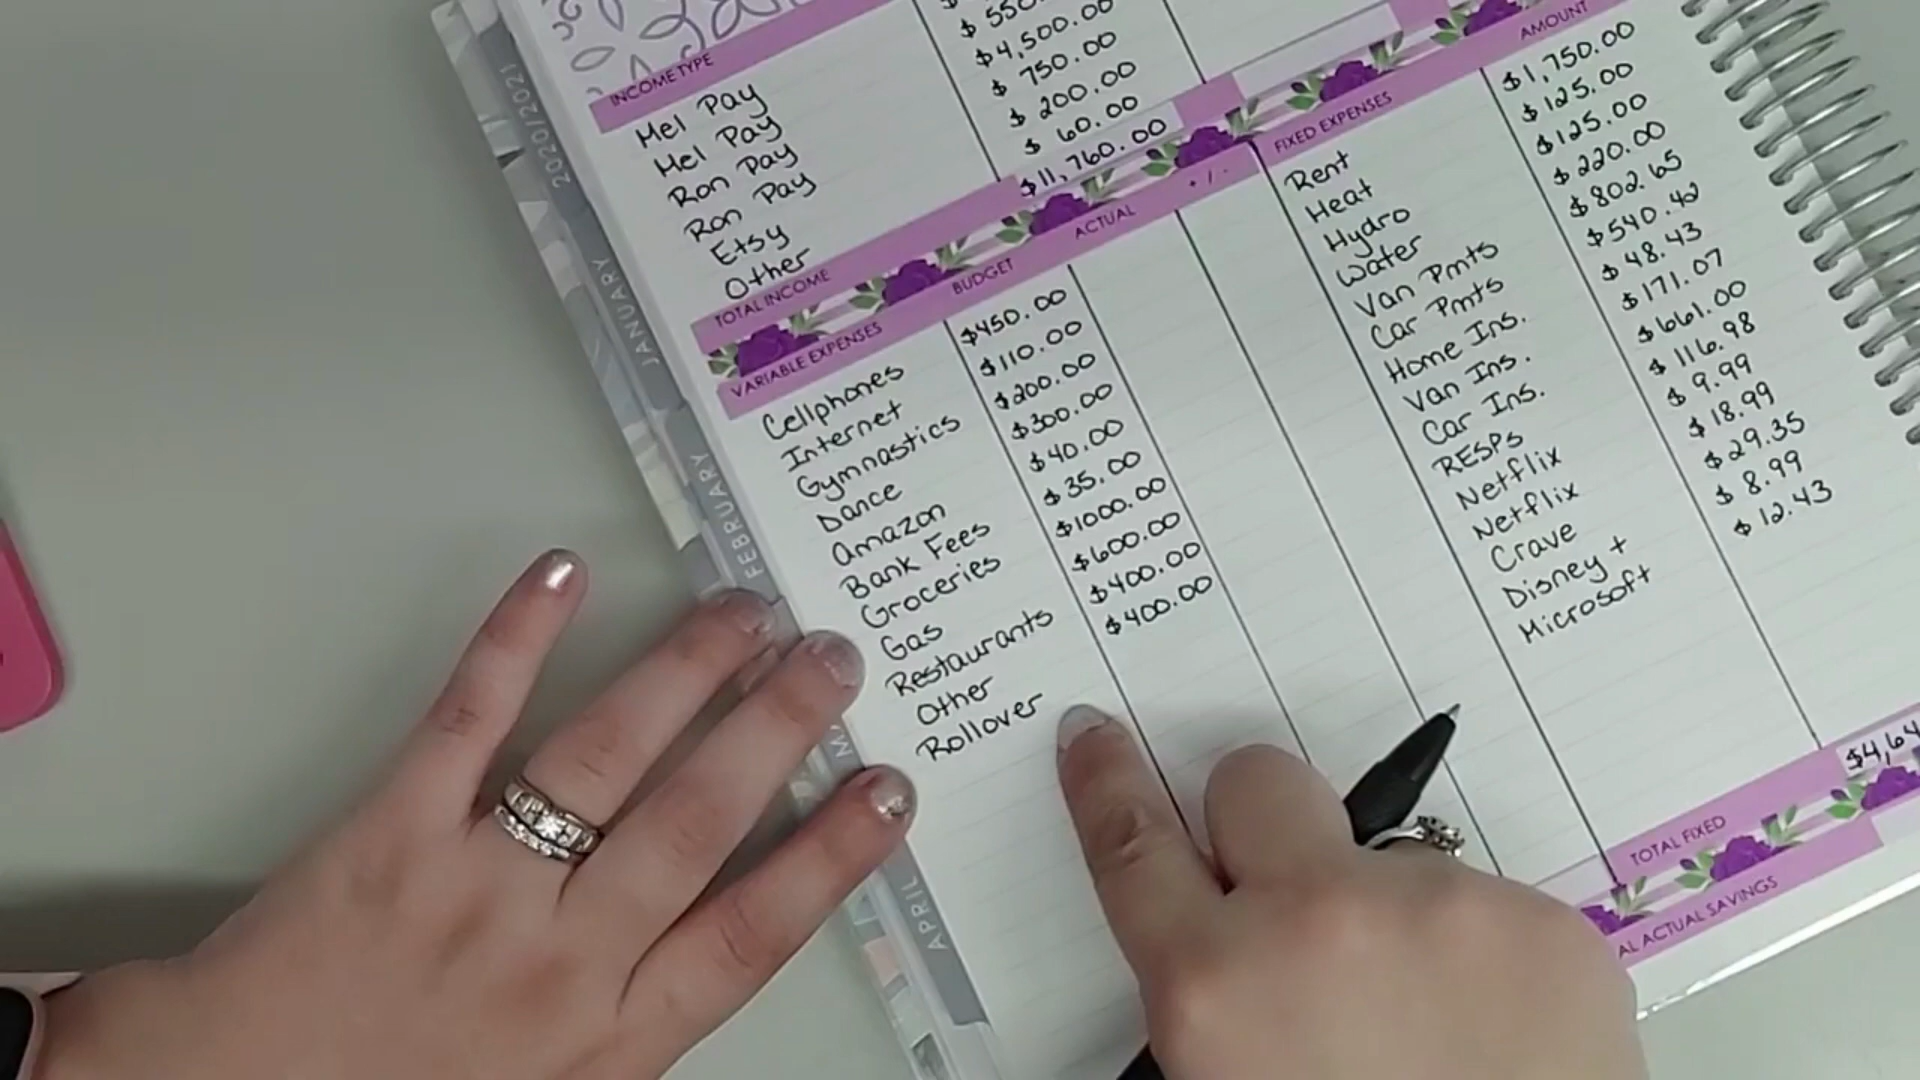 2020/2021
JANUARY
FEBRUARY
APRIL
INCOME TYPE
Mel Pay
Mel Pay $4,500.00
Ron Pay $750.00
Ron Pay $200.00
Etsy $60.00
Other
TOTAL INCOME $11,760.00
VARIABLE EXPENSES BUDGET ACTUAL + / -
Cellphones $450.00
Internet $110.00
Gymnastics $200.00
Dance $300.00
Amazon $40.00
Bank Fees $35.00
Groceries $1000.00
Gas $600.00
Restaurants $400.00
Other $400.00
Rollover
FIXED EXPENSES AMOUNT
Rent $1,750.00
Heat $125.00
Hydro $125.00
Water $220.00
Van Pmts $802.65
Car Pmts $540.42
Home Ins. $48.43
Van Ins. $171.07
Car Ins. $661.00
RESPs $116.98
Netflix $9.99
Netflix $18.99
Crave $29.35
Disney + $8.99
Microsoft $12.43
TOTAL FIXED $4,64
AL ACTUAL SAVINGS